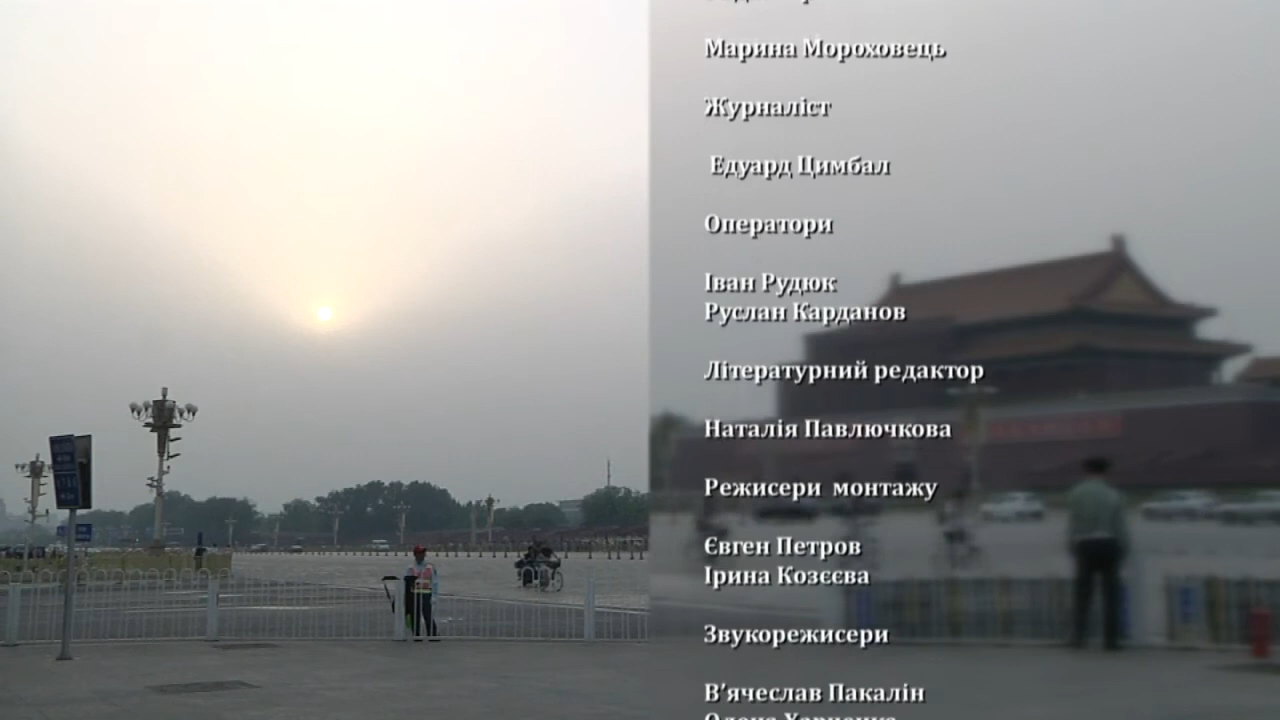 Марина Мороховець
Журналіст
Едуард Цимбал
Оператори
Іван Рудюк
Руслан Карданов
Літературний редактор
Наталія Павлючкова
Режисери монтажу
Євген Петров
Ірина Козєєва
Звукорежисери
В’ячеслав Пакалін